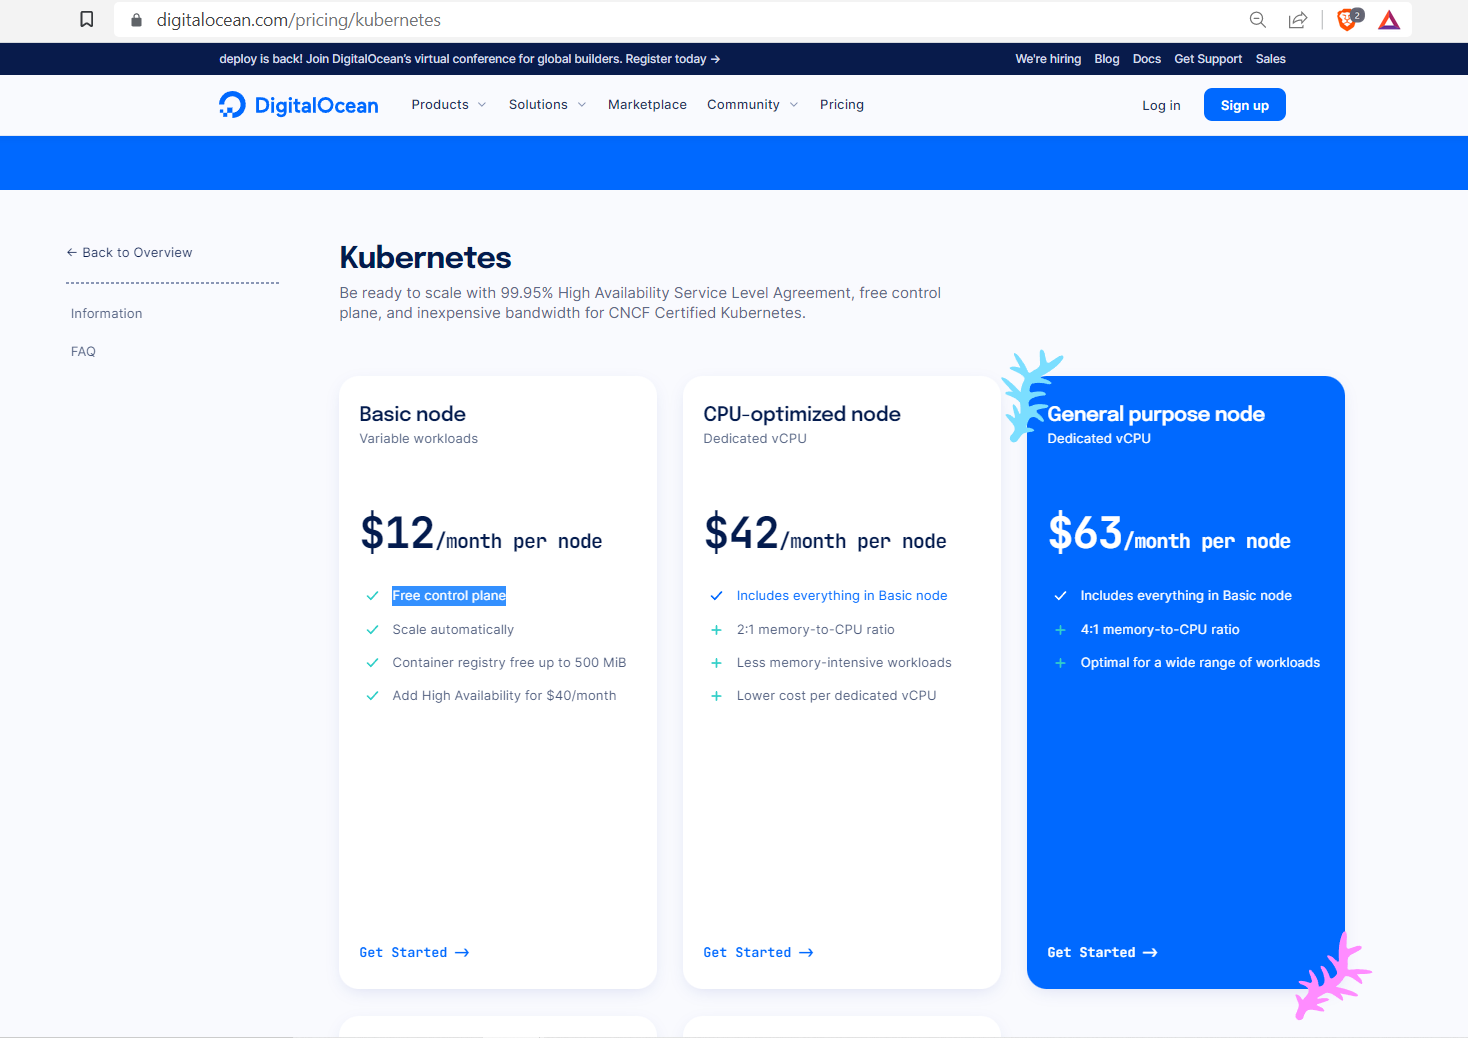 digitalocean.com/pricing/kubernetes
2
deploy is back! Join DigitalOcean's virtual conference for global builders. Register today →
We're hiring Blog Docs Get Support Sales
DigitalOcean Products Solutions Marketplace Community Pricing
Log in Sign up
← Back to Overview
Information
FAQ
Kubernetes
Be ready to scale with 99.95% High Availability Service Level Agreement, free control
plane, and inexpensive bandwidth for CNCF Certified Kubernetes.
Basic node
Variable workloads
$12/month per node
Free control plane
Scale automatically
Container registry free up to 500 MiB
Add High Availability for $40/month
Get Started →
CPU-optimized node
Dedicated vCPU
$42/month per node
Includes everything in Basic node
2:1 memory-to-CPU ratio
Less memory-intensive workloads
Lower cost per dedicated vCPU
Get Started →
General purpose node
Dedicated vCPU
$63/month per node
Includes everything in Basic node
4:1 memory-to-CPU ratio
Optimal for a wide range of workloads
Get Started →